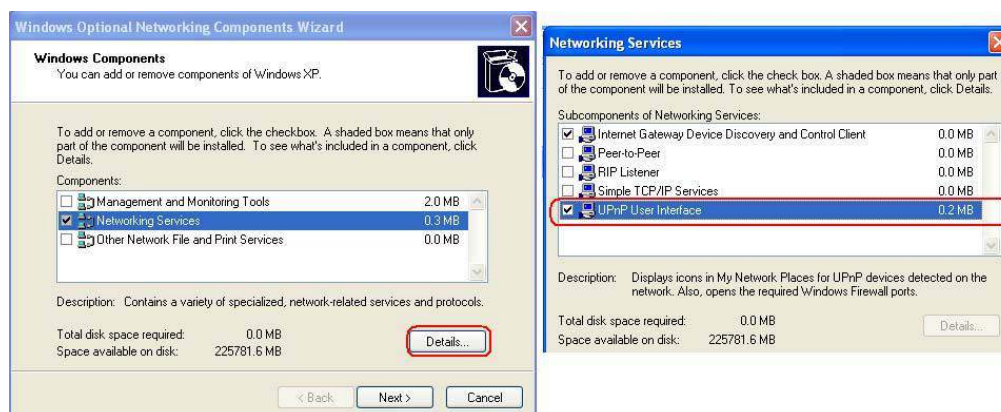 Windows Optional Networking Components Wizard
Windows Components
You can add or remove components of Windows XP.
To add or remove a component, click the checkbox. A shaded box means that only
part of the component will be installed. To see what's included in a component, click
Details.
Components:
Management and Monitoring Tools 2.0 MB
Networking Services 0.3 MB
Other Network File and Print Services 0.0 MB
Description: Contains a variety of specialized, network-related services and protocols.
Total disk space required: 0.0 MB
Space available on disk: 225781.6 MB
Details...
< Back
Next >
Cancel
Networking Services
To add or remove a component, click the check box. A shaded box means that only part
of the component will be installed. To see what's included in a component, click Details.
Subcomponents of Networking Services:
Internet Gateway Device Discovery and Control Client 0.0 MB
Peer-to-Peer 0.0 MB
RIP Listener 0.0 MB
Simple TCP/IP Services 0.0 MB
UPnP User Interface 0.2 MB
Description: Displays icons in My Network Places for UPnP devices detected on the
network. Also, opens the required Windows Firewall ports.
Total disk space required: 0.0 MB
Space available on disk: 225781.6 MB
Details...